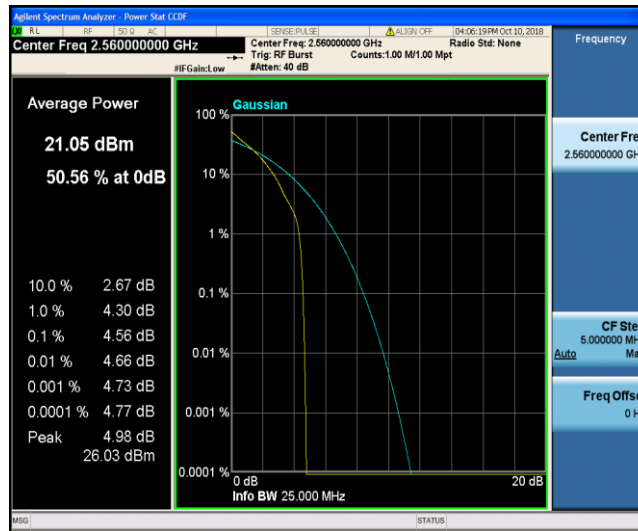 Agilent Spectrum Analyzer - Power Stat CCDF
RL RF 50 Ω AC SENSE:PULSE ALIGN OFF 04:06:19PM Oct 10, 2018
Center Freq 2.560000000 GHz
Center Freq: 2.560000000 GHz Radio Std: None
Trig: RF Burst Counts:1.00 M/1.00 Mpt
#IFGain:Low #Atten: 40 dB
Frequency
Average Power
21.05 dBm
50.56 % at 0dB
10.0 % 2.67 dB
1.0 % 4.30 dB
0.1 % 4.56 dB
0.01 % 4.66 dB
0.001 % 4.73 dB
0.0001 % 4.77 dB
Peak 4.98 dB
26.03 dBm
Gaussian
100 %
10 %
1 %
0.1 %
0.01 %
0.001 %
0.0001 %
0 dB 20 dB
Info BW 25.000 MHz
Center Fre
2.560000000 GH
CF Ste
5.000000 MH
Auto Ma
Freq Offs
0 H
MSG STATUS